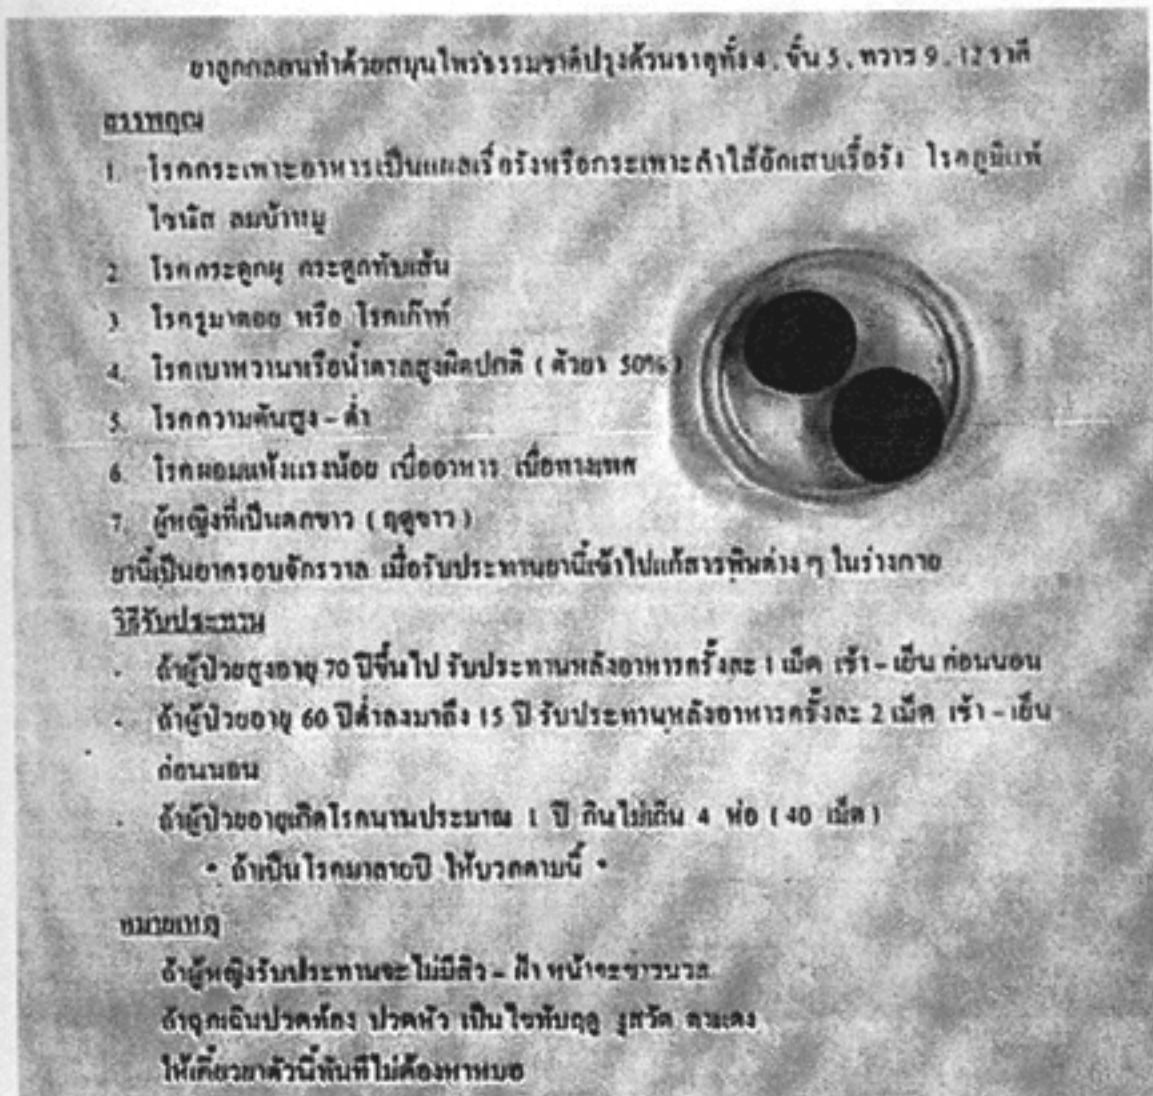 ยาลูกกลอนทำด้วยสมุนไพรธรรมชาติปรุงด้วยธาตุทั้ง 4 , ขั้น 5 , ทวาร 9 , 12 ราศี
สรรพคุณ
1. โรคกระเพาะอาหารเป็นแผลเรื้อรังหรือกระเพาะลำไส้อักเสบเรื้อรัง โรคภูมิแพ้
ไซนัส ลมบ้าหมู
2. โรคกระดูกผุ กระดูกทับเส้น
3. โรครูมาตอย หรือ โรคเก๊าท์
4. โรคเบาหวานหรือน้ำตาลสูงผิดปกติ ( ตัวยา 50% )
5. โรคความดันสูง - ต่ำ
6. โรคผอมแห้งแรงน้อย เบื่ออาหาร เบื่อทางเพศ
7. ผู้หญิงที่เป็นตกขาว ( ฤดูขาว )
ยานี้เป็นยาครอบจักรวาล เมื่อรับประทานยานี้เข้าไปแก้สารพิษต่าง ๆ ในร่างกาย
วิธีรับประทาน
- ถ้าผู้ป่วยสูงอายุ 70 ปีขึ้นไป รับประทานหลังอาหารครั้งละ 1 เม็ด เช้า - เย็น ก่อนนอน
- ถ้าผู้ป่วยอายุ 60 ปีต่ำลงมาถึง 15 ปี รับประทานหลังอาหารครั้งละ 2 เม็ด เช้า - เย็น
ก่อนนอน
- ถ้าผู้ป่วยอายุเกิดโรคนานประมาณ 1 ปี กินไม่เกิน 4 ห่อ ( 40 เม็ด )
* ถ้าเป็นโรคมาหลายปี ให้บวกตามนี้ *
หมายเหตุ
ถ้าผู้หญิงรับประทานจะไม่มีสิว - ฝ้า หน้าจะขาวนวล
ถ้าฉุกเฉินปวดท้อง ปวดหัว เป็นไข้ทับฤดู งูสวัด ตาแดง
ให้เคี้ยวยาตัวนี้ทันทีไม่ต้องหาหมอ